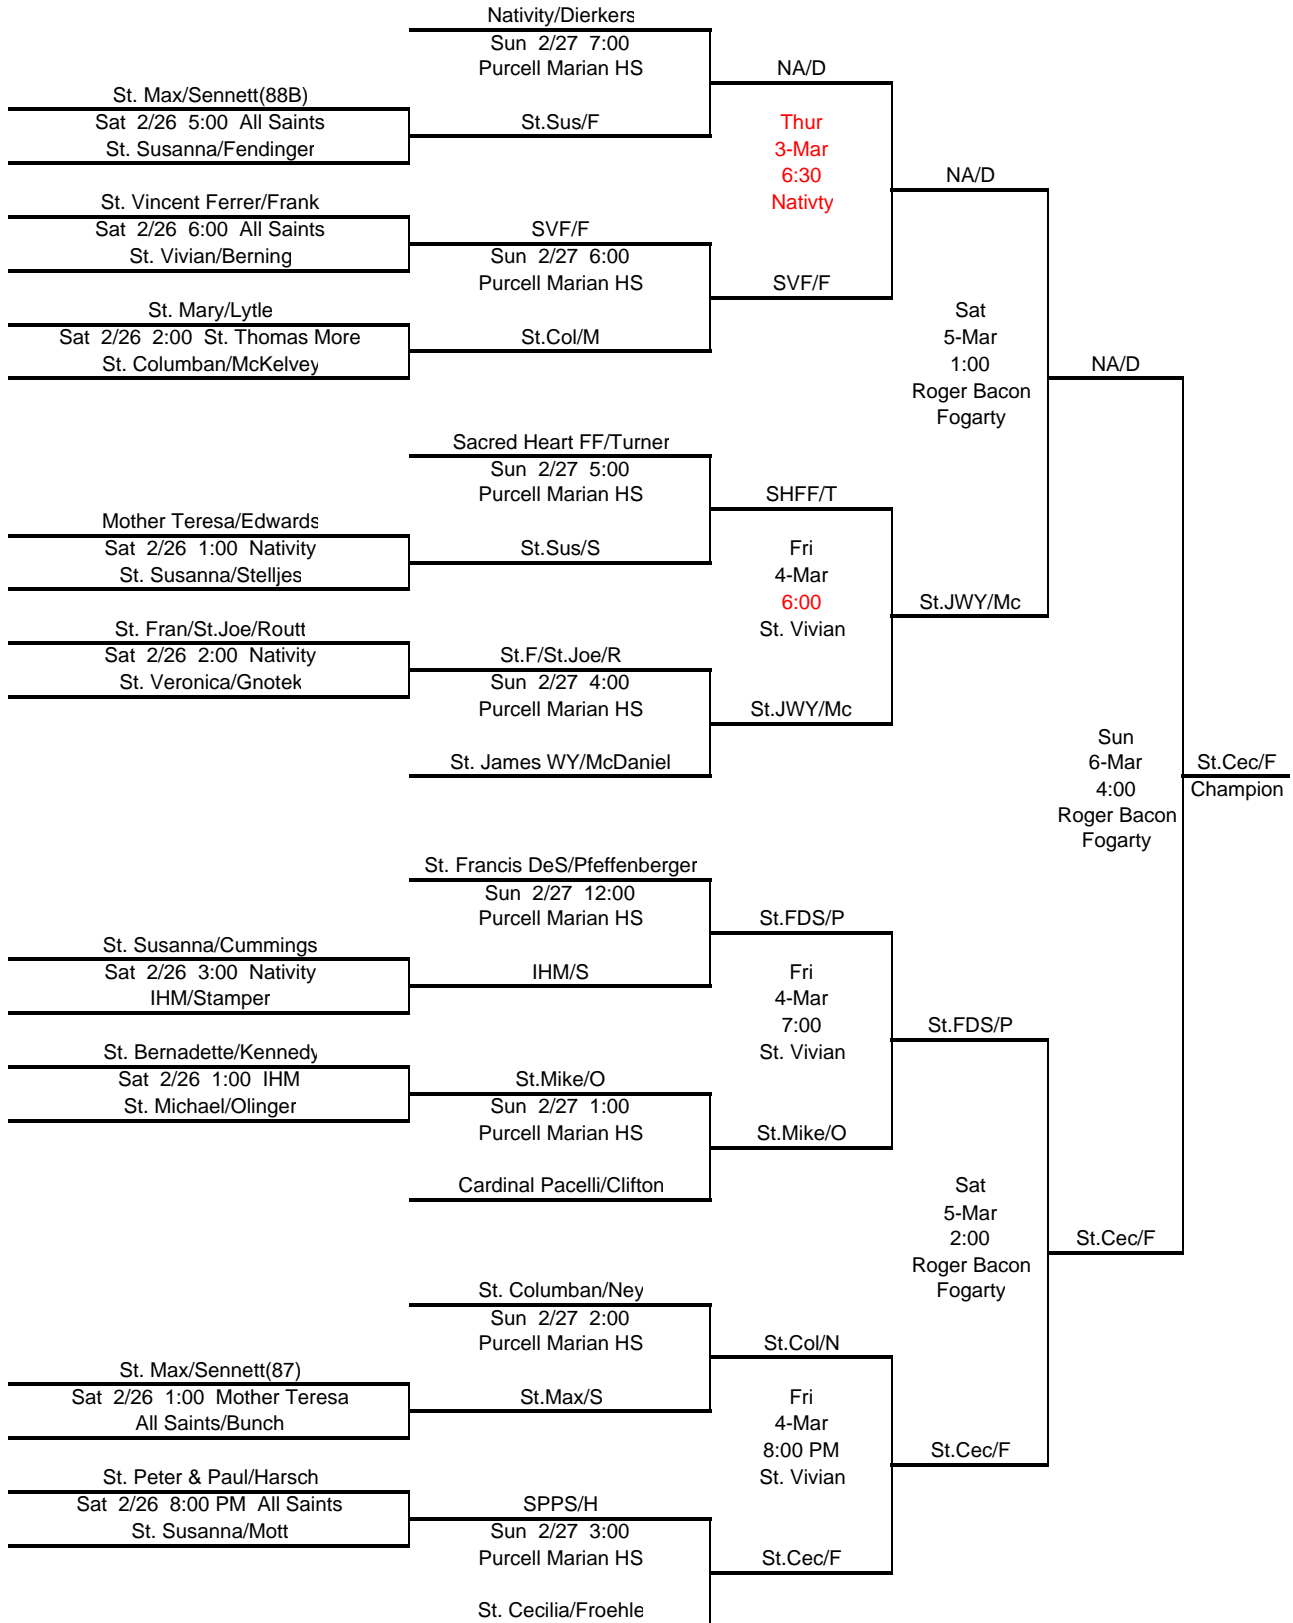 Nativity/Dierkers
Sun 2/27 7:00
Purcell Marian HS
NA/D
St. Max/Sennett(88B)
Sat 2/26 5:00 All Saints
St. Susanna/Fendinger
St.Sus/F
Thur
3-Mar
6:30
Nativty
NA/D
St. Vincent Ferrer/Frank
Sat 2/26 6:00 All Saints
St. Vivian/Berning
SVF/F
Sun 2/27 6:00
Purcell Marian HS
SVF/F
St. Mary/Lytle
Sat 2/26 2:00 St. Thomas More
St. Columban/McKelvey
St.Col/M
Sat
5-Mar
1:00
Roger Bacon
Fogarty
NA/D
Sacred Heart FF/Turner
Sun 2/27 5:00
Purcell Marian HS
SHFF/T
Mother Teresa/Edwards
Sat 2/26 1:00 Nativity
St. Susanna/Stelljes
St.Sus/S
Fri
4-Mar
6:00
St. Vivian
St.JWY/Mc
St. Fran/St.Joe/Routt
Sat 2/26 2:00 Nativity
St. Veronica/Gnotek
St.F/St.Joe/R
Sun 2/27 4:00
Purcell Marian HS
St.JWY/Mc
St. James WY/McDaniel
Sun
6-Mar
4:00
Roger Bacon
Fogarty
St.Cec/F
Champion
St. Francis DeS/Pfeffenberger
Sun 2/27 12:00
Purcell Marian HS
St.FDS/P
St. Susanna/Cummings
Sat 2/26 3:00 Nativity
IHM/Stamper
IHM/S
Fri
4-Mar
7:00
St. Vivian
St.FDS/P
St. Bernadette/Kennedy
Sat 2/26 1:00 IHM
St. Michael/Olinger
St.Mike/O
Sun 2/27 1:00
Purcell Marian HS
St.Mike/O
Cardinal Pacelli/Clifton
Sat
5-Mar
2:00
Roger Bacon
Fogarty
St.Cec/F
St. Columban/Ney
Sun 2/27 2:00
Purcell Marian HS
St.Col/N
St. Max/Sennett(87)
Sat 2/26 1:00 Mother Teresa
All Saints/Bunch
St.Max/S
Fri
4-Mar
8:00 PM
St. Vivian
St.Cec/F
St. Peter & Paul/Harsch
Sat 2/26 8:00 PM All Saints
St. Susanna/Mott
SPPS/H
Sun 2/27 3:00
Purcell Marian HS
St.Cec/F
St. Cecilia/Froehle